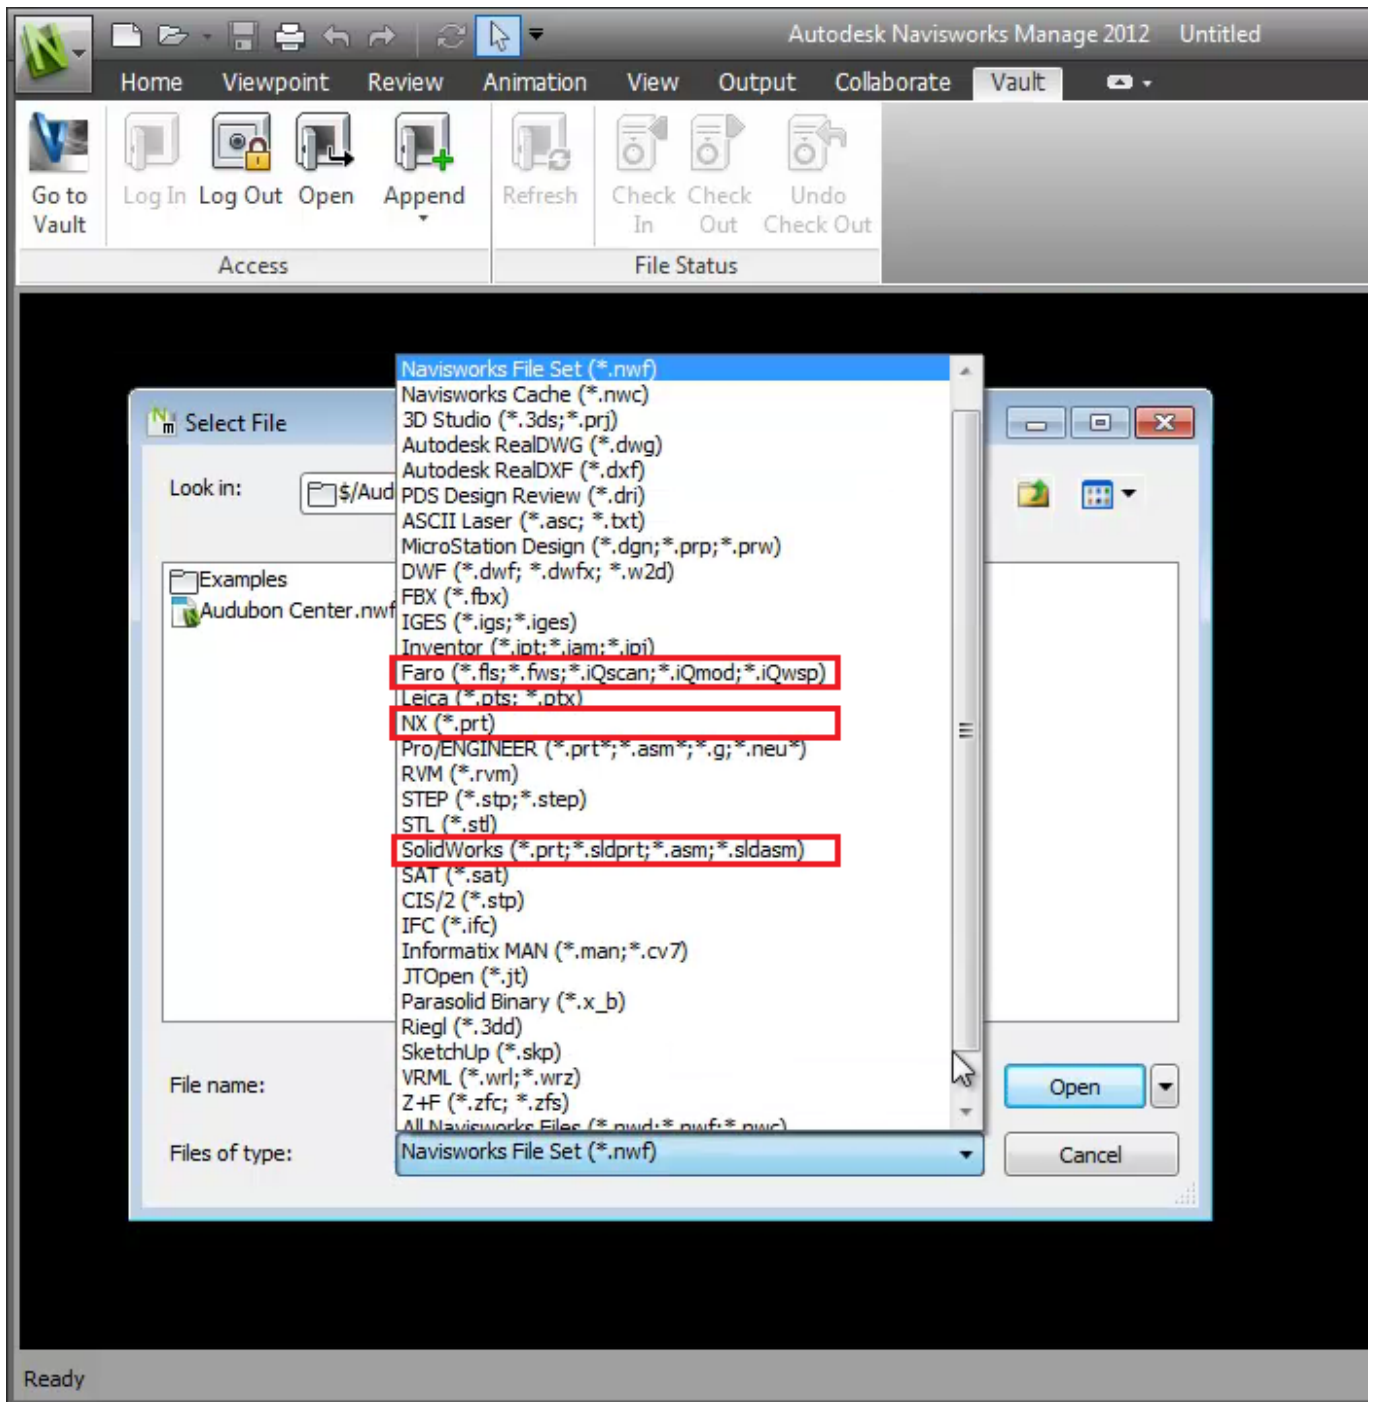 Autodesk Navisworks Manage 2012 Untitled
Home Viewpoint Review Animation View Output Collaborate Vault
Go to Vault
Log In
Log Out
Open
Append
Refresh
Check In
Check Out
Undo Check Out
Access
File Status
Select File
Look in:
$/Aud
Examples
Audubon Center.nwf
Navisworks File Set (*.nwf)
Navisworks Cache (*.nwc)
3D Studio (*.3ds;*.prj)
Autodesk RealDWG (*.dwg)
Autodesk RealDXF (*.dxf)
PDS Design Review (*.dri)
ASCII Laser (*.asc; *.txt)
MicroStation Design (*.dgn;*.prp;*.prw)
DWF (*.dwf; *.dwfx; *.w2d)
FBX (*.fbx)
IGES (*.igs;*.iges)
Inventor (*.ipt;*.iam;*.ipj)
Faro (*.fls;*.fws;*.iQscan;*.iQmod;*.iQwsp)
Leica (*.pts; *.ptx)
NX (*.prt)
Pro/ENGINEER (*.prt*;*.asm*;*.g;*.neu*)
RVM (*.rvm)
STEP (*.stp;*.step)
STL (*.stl)
SolidWorks (*.prt;*.sldprt;*.asm;*.sldasm)
SAT (*.sat)
CIS/2 (*.stp)
IFC (*.ifc)
Informatix MAN (*.man;*.cv7)
JTOpen (*.jt)
Parasolid Binary (*.x_b)
Riegl (*.3dd)
SketchUp (*.skp)
VRML (*.wrl;*.wrz)
Z+F (*.zfc; *.zfs)
All Navisworks Files (*.nwd;*.nwf;*.nwc)
File name:
Open
Files of type:
Navisworks File Set (*.nwf)
Cancel
Ready